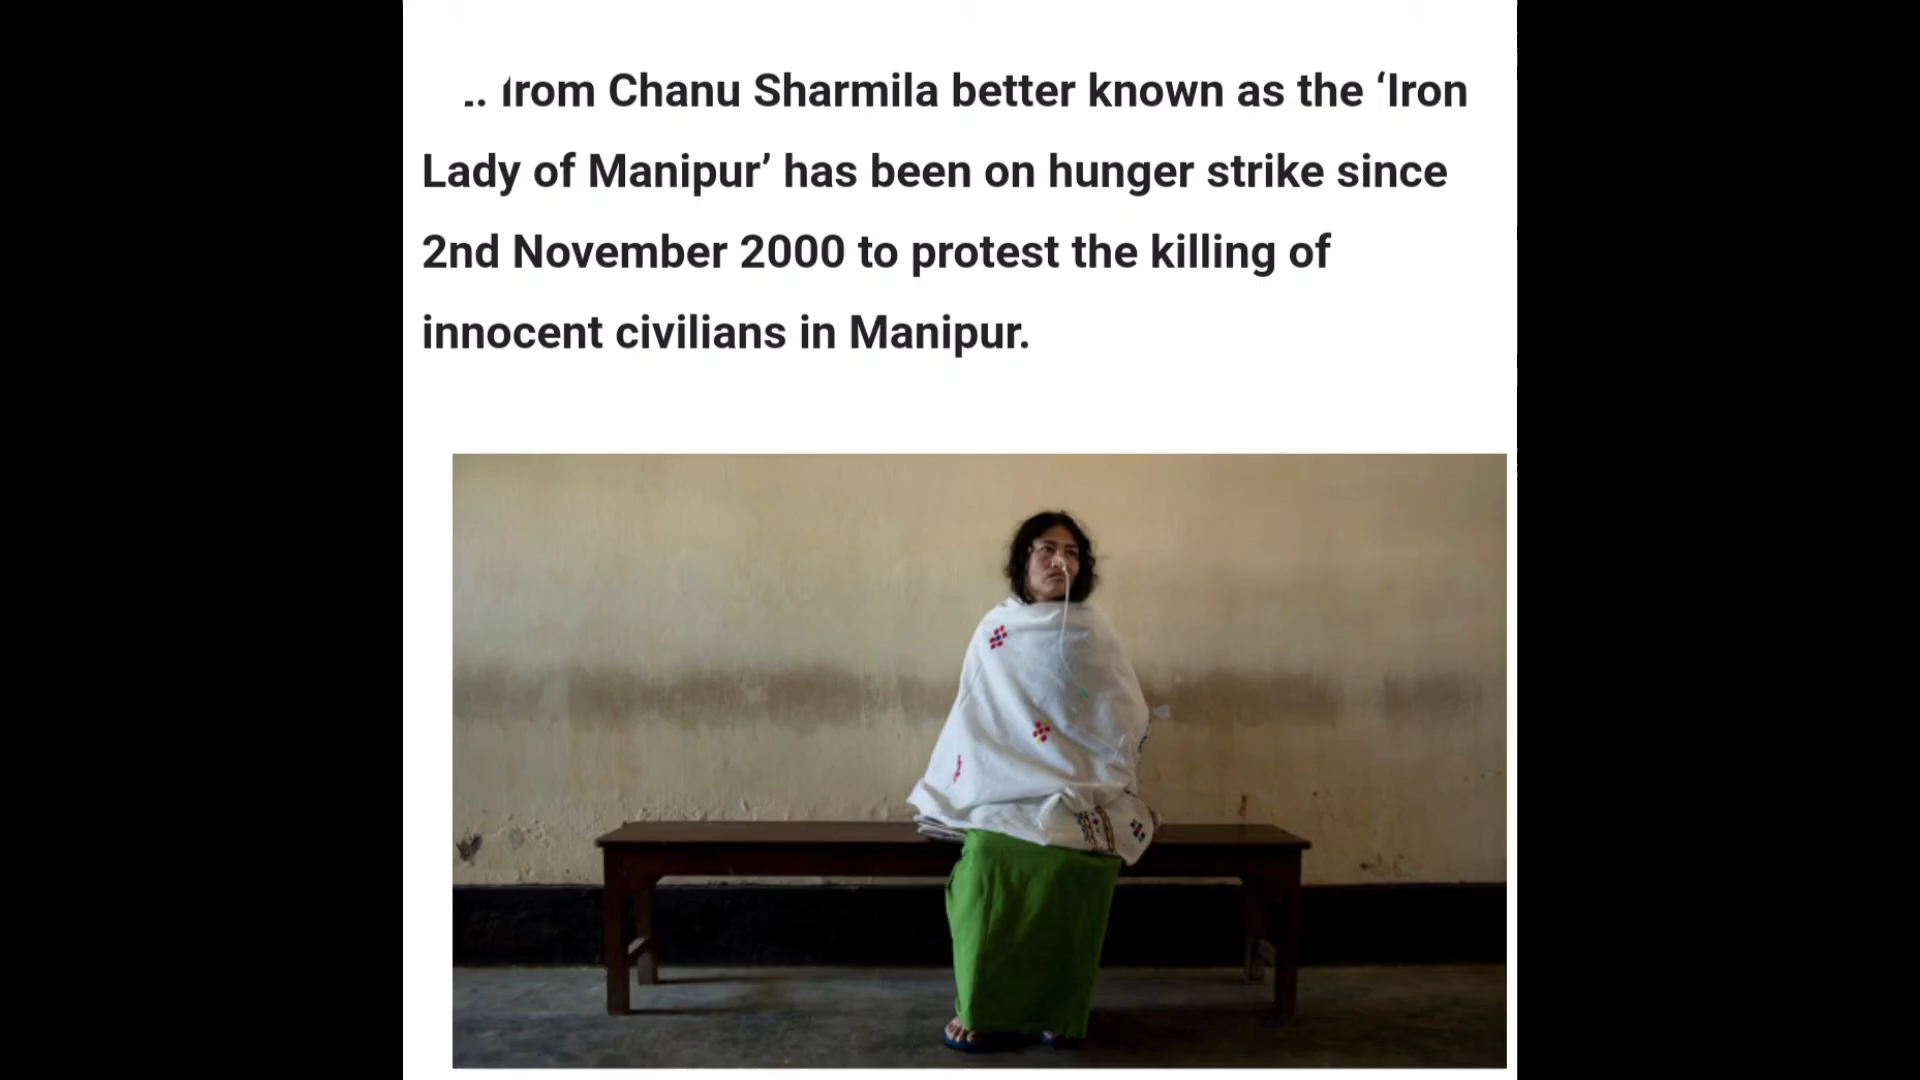 .. Irom Chanu Sharmila better known as the ‘Iron
Lady of Manipur’ has been on hunger strike since
2nd November 2000 to protest the killing of
innocent civilians in Manipur.